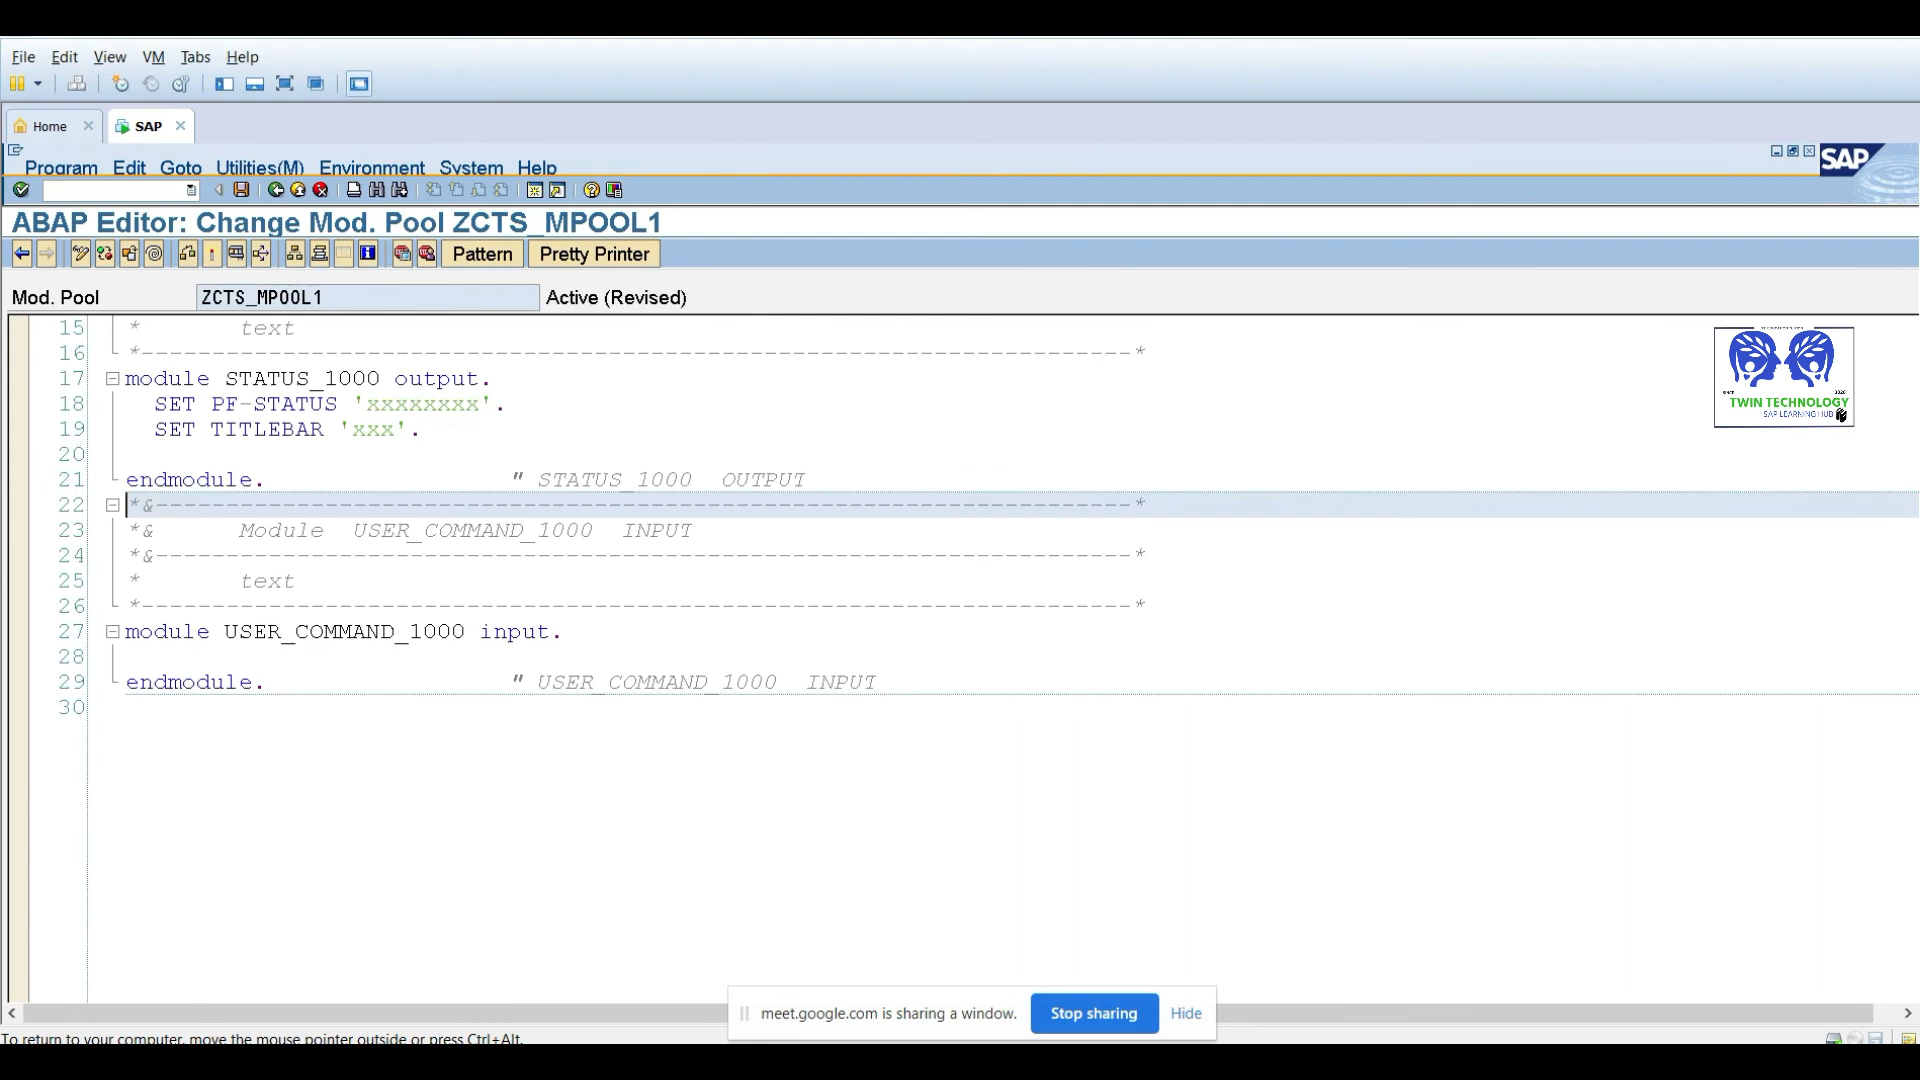 File Edit View VM Tabs Help
Home SAP
Program Edit Goto Utilities(M) Environment System Help
SAP
ABAP Editor: Change Mod. Pool ZCTS_MPOOL1
Pattern Pretty Printer
Mod. Pool ZCTS_MPOOL1 Active (Revised)
15 * text
16 *----------------------------------------------------------------------*
17 module STATUS_1000 output.
18 SET PF-STATUS 'xxxxxxxx'.
19 SET TITLEBAR 'xxx'.
20
21 endmodule. " STATUS_1000 OUTPUT
22 *&---------------------------------------------------------------------*
23 *& Module USER_COMMAND_1000 INPUT
24 *&---------------------------------------------------------------------*
25 * text
26 *----------------------------------------------------------------------*
27 module USER_COMMAND_1000 input.
28
29 endmodule. " USER_COMMAND_1000 INPUT
30
SINCE 2020
TWIN TECHNOLOGY
SAP LEARNING HUB
meet.google.com is sharing a window. Stop sharing Hide
To return to your computer, move the mouse pointer outside or press Ctrl+Alt.